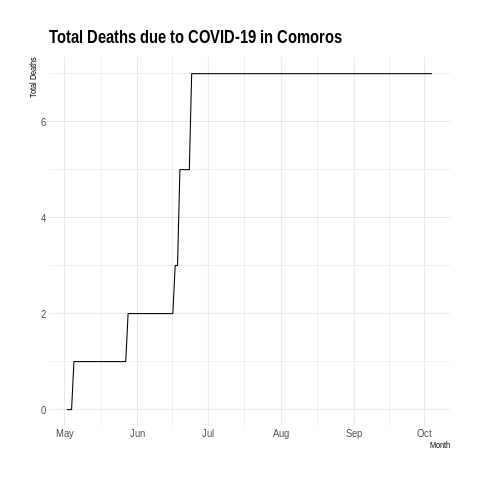 Total Deaths due to COVID-19 in Comoros
Total Deaths
6
4
2
0
May Jun Jul Aug Sep Oct
Month